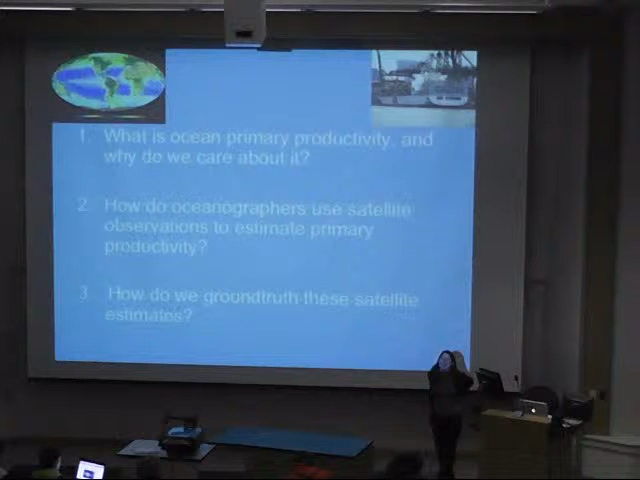 1. What is ocean primary productivity, and
why do we care about it?
2. How do oceanographers use satellite
observations to estimate primary
productivity?
3. How do we groundtruth these satellite
estimates?